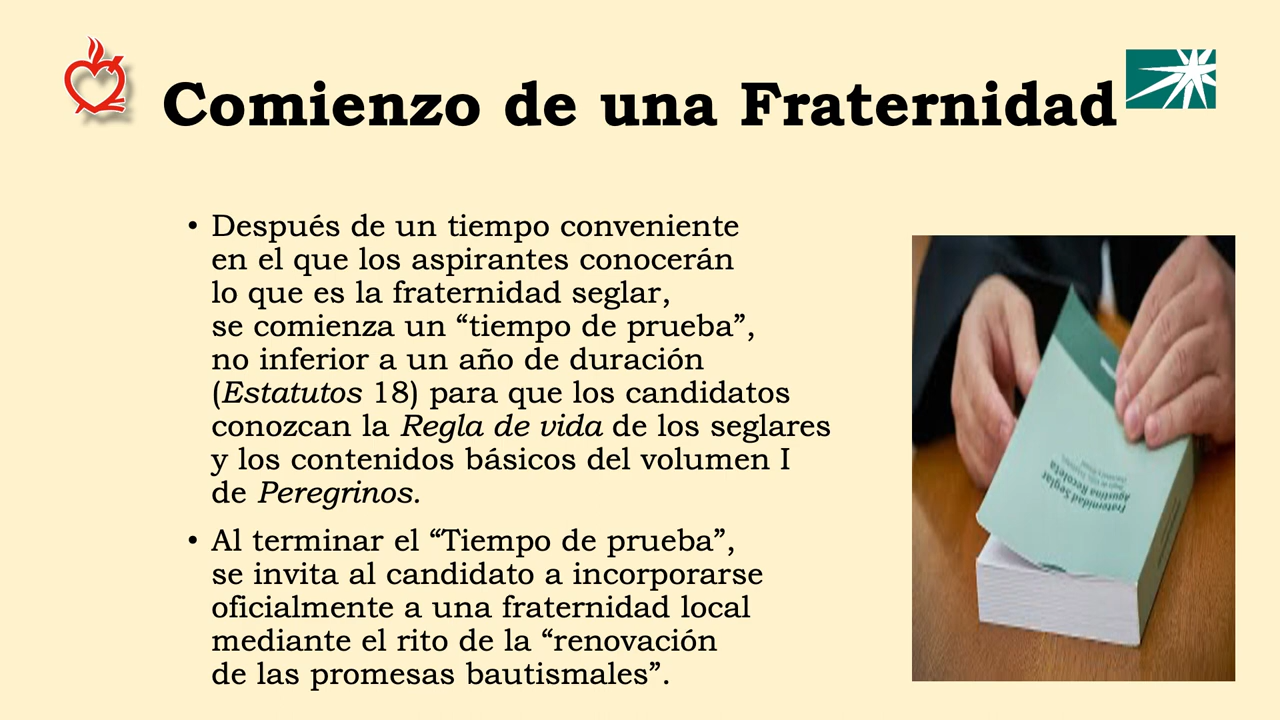 Comienzo de una Fraternidad
• Después de un tiempo conveniente
en el que los aspirantes conocerán
lo que es la fraternidad seglar,
se comienza un “tiempo de prueba”,
no inferior a un año de duración
(Estatutos 18) para que los candidatos
conozcan la Regla de vida de los seglares
y los contenidos básicos del volumen I
de Peregrinos.
• Al terminar el “Tiempo de prueba”,
se invita al candidato a incorporarse
oficialmente a una fraternidad local
mediante el rito de la “renovación
de las promesas bautismales”.
Fraternidad Seglar
Agustina Recoleta